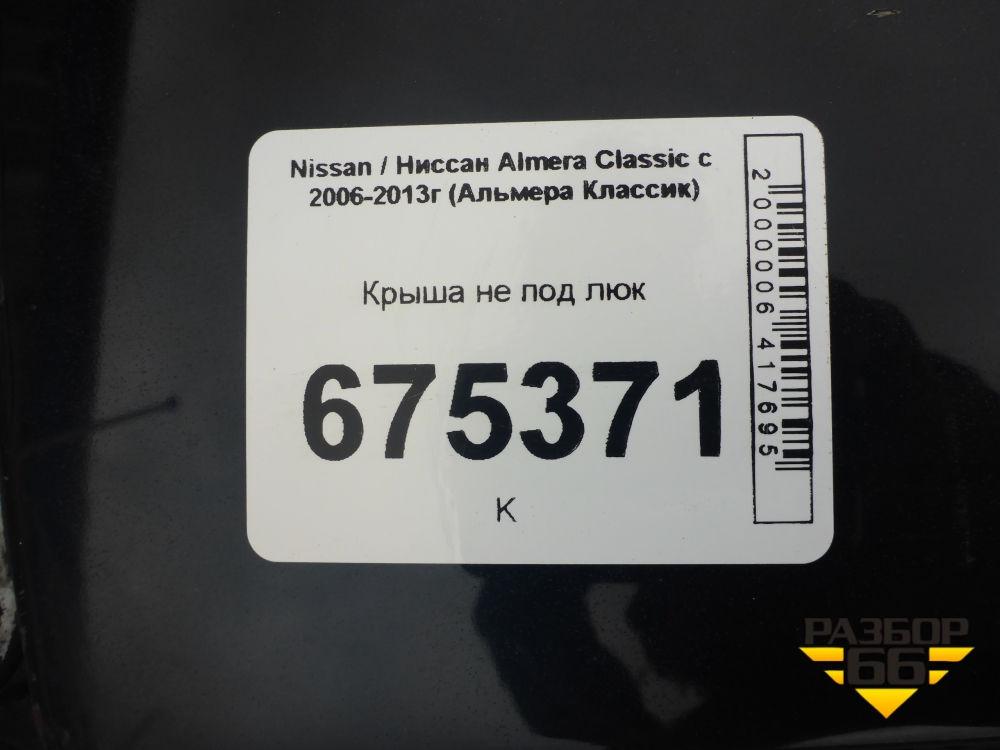 Nissan / Ниссан Almera Classic с
2006-2013г (Альмера Классик)
Крыша не под люк
675371
К
2000006417695
РАЗБОР
66